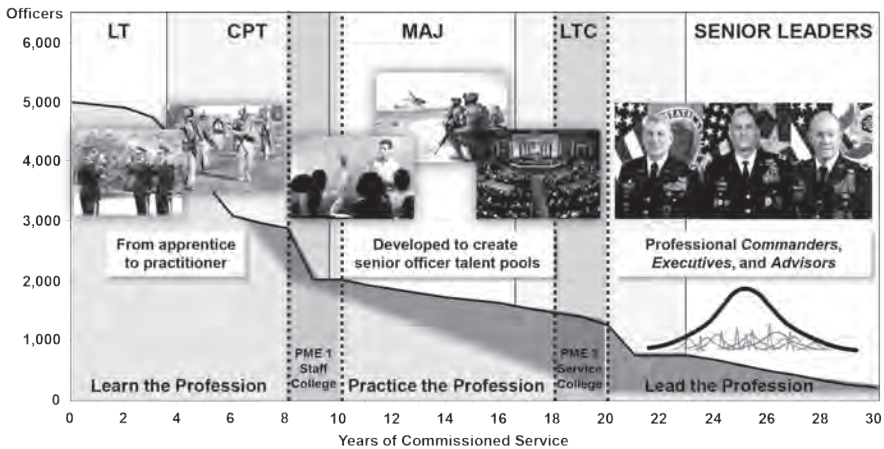 Officers
6,000
5,000
4,000
3,000
2,000
1,000
0
LT
CPT
MAJ
LTC
SENIOR LEADERS
From apprentice
to practitioner
Developed to create
senior officer talent pools
Professional Commanders,
Executives, and Advisors
Learn the Profession
PME 1
Staff
College
Practice the Profession
PME
Service
College
Lead the Profession
0 2 4 6 8 10 12 14 16 18 20 22 24 26 28 30
Years of Commissioned Service